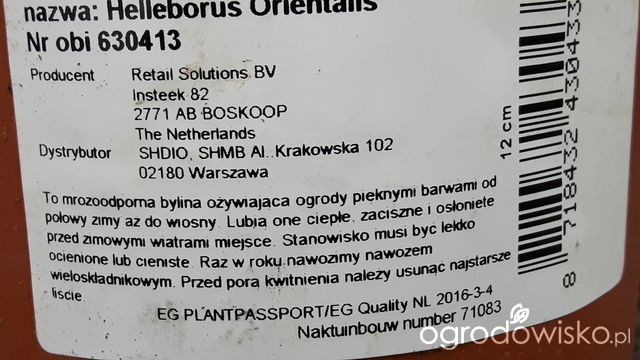 nazwa: Helleborus Orientalis
Nr obi 630413
Producent Retail Solutions BV
Insteek 82
2771 AB BOSKOOP
The Netherlands
Dystrybutor SHDIO, SHMB Al. Krakowska 102
02180 Warszawa
12 cm
8 718432 430433
To mrozoodporna bylina ożywiająca ogrody pięknymi barwami od
połowy zimy aż do wiosny. Lubia one ciepłe, zaciszne i osłonięte
przed zimowymi wiatrami miejsce. Stanowisko musi być lekko
ocienione lub cieniste. Raz w roku nawozimy nawozem
wieloskładnikowym. Przed porą kwitnienia należy usunąć najstarsze
liście.
EG PLANTPASSPORT/EG Quality NL 2016-3-4
Naktuinbouw number 71083
ogrodowisko.pl